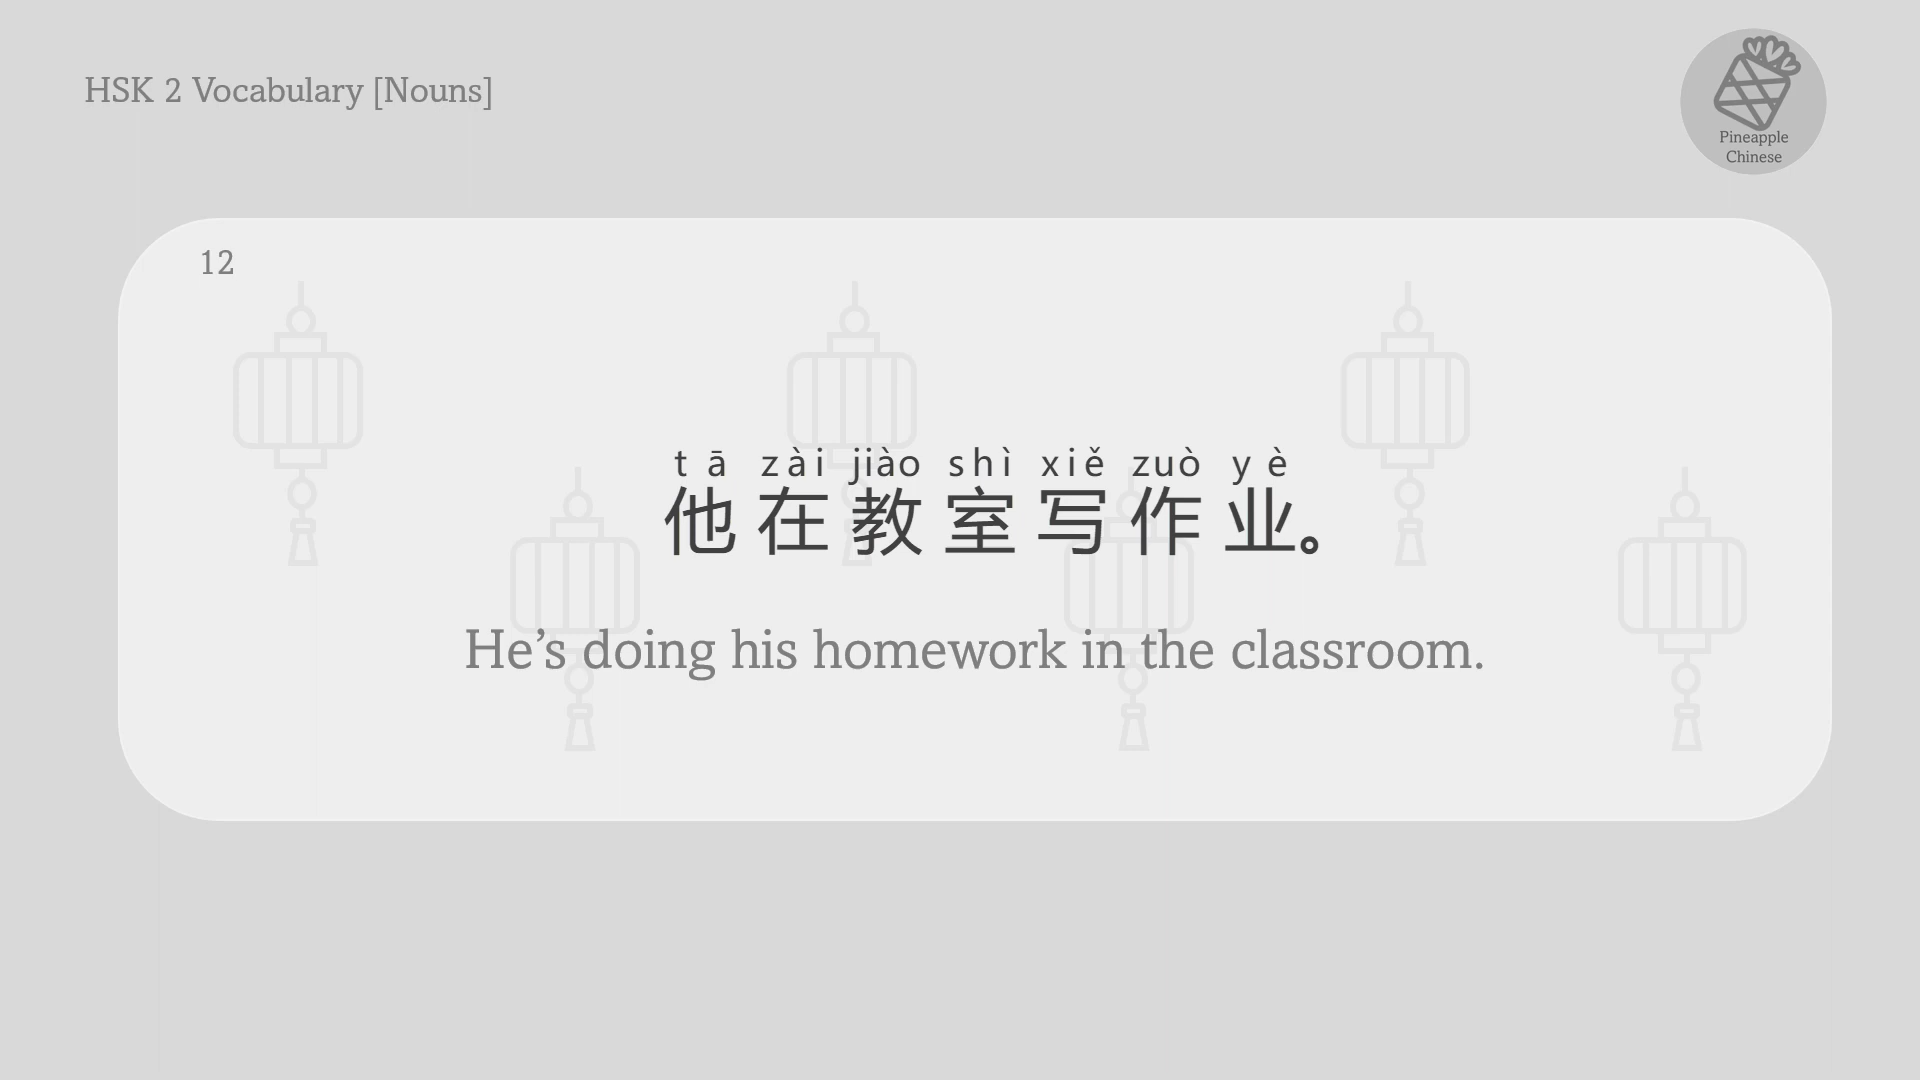 HSK 2 Vocabulary [Nouns]
Pineapple
Chinese
12
tā zài jiào shì xiě zuò yè
他在教室写作业。
He’s doing his homework in the classroom.